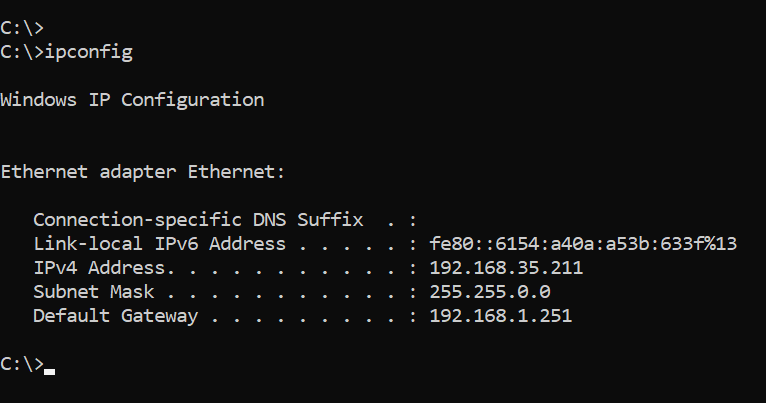 C:\>
C:\>ipconfig
Windows IP Configuration
Ethernet adapter Ethernet:
Connection-specific DNS Suffix  . :
Link-local IPv6 Address . . . . . : fe80::6154:a40a:a53b:633f%13
IPv4 Address. . . . . . . . . . . : 192.168.35.211
Subnet Mask . . . . . . . . . . . : 255.255.0.0
Default Gateway . . . . . . . . . : 192.168.1.251
C:\>